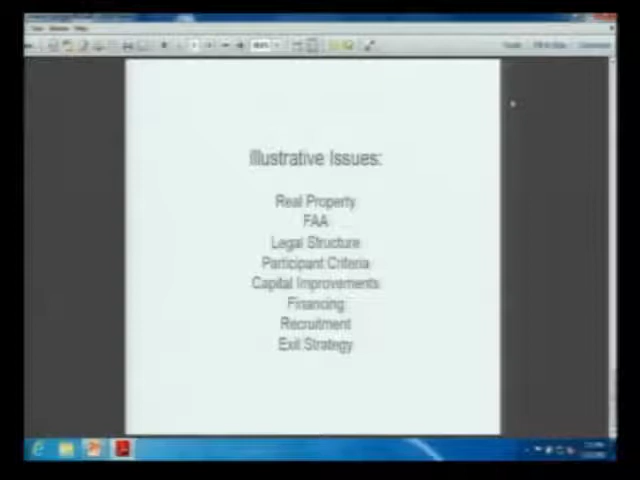 Illustrative Issues:
Real Property
FAA
Legal Structure
Participant Criteria
Capital Improvements
Financing
Recruitment
Exit Strategy